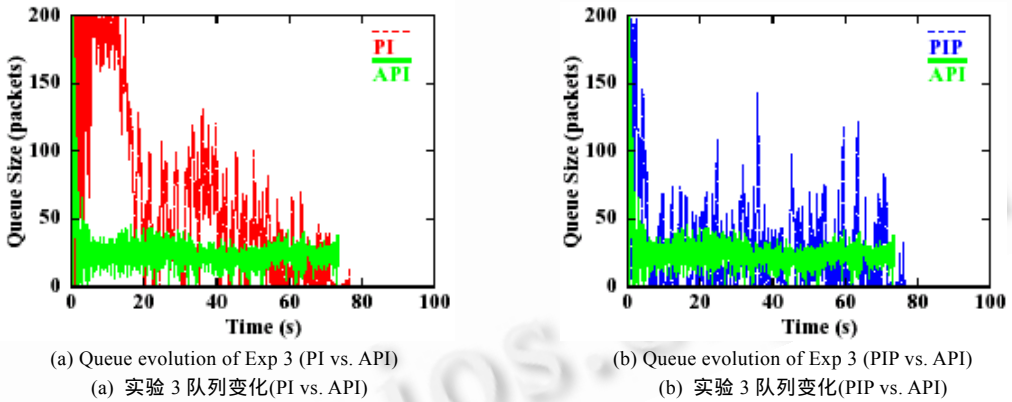 200
150
100
50
0
Queue Size (packets)
PI
API
0 20 40 60 80 100
Time (s)
(a) Queue evolution of Exp 3 (PI vs. API)
(a) 实验 3 队列变化(PI vs. API)
200
150
100
50
0
Queue Size (packets)
PIP
API
0 20 40 60 80 100
Time (s)
(b) Queue evolution of Exp 3 (PIP vs. API)
(b) 实验 3 队列变化(PIP vs. API)